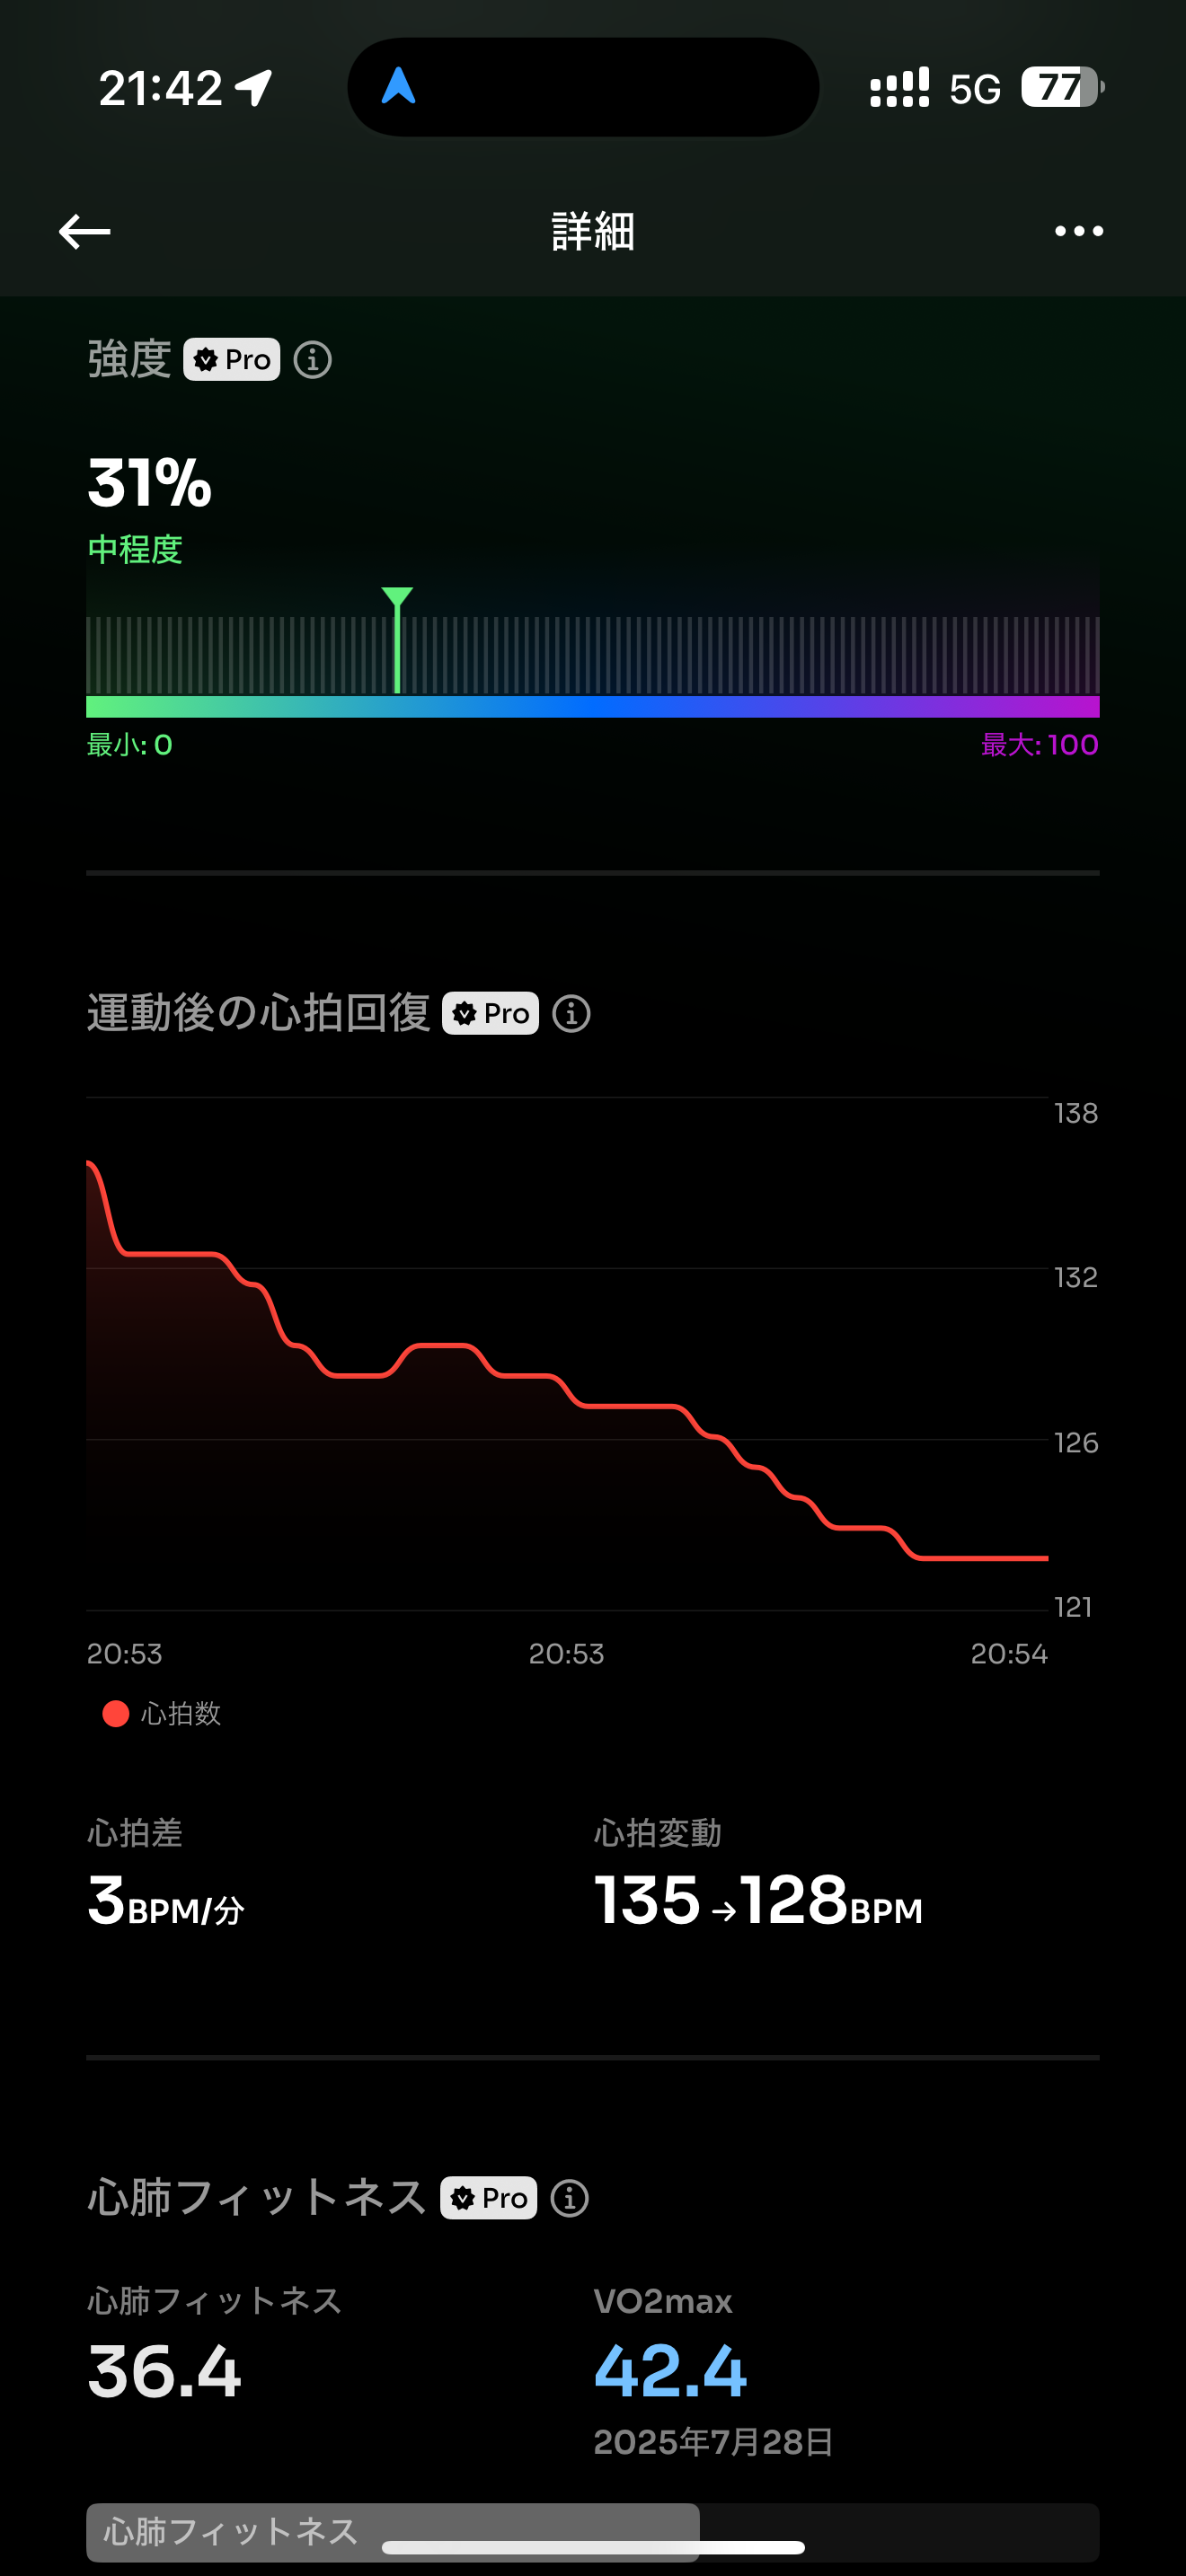 21:42 5G 77
詳細
強度 Pro
31%
中程度
最小: 0 最大: 100
運動後の心拍回復 Pro
138
132
126
121
20:53 20:53 20:54
心拍数
心拍差 心拍変動
3BPM/分 135→128BPM
心肺フィットネス Pro
心肺フィットネス VO2max
36.4 42.4
2025年7月28日
心肺フィットネス